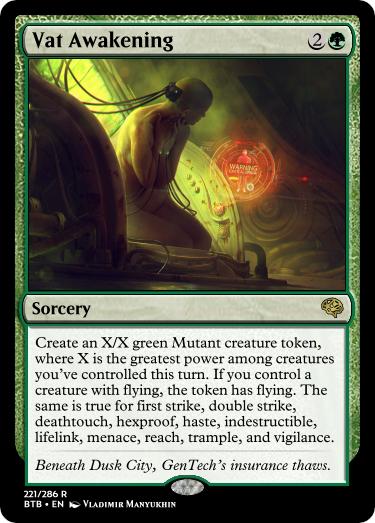 Vat Awakening 2
WARNING
Sorcery
Create an X/X green Mutant creature token,
where X is the greatest power among creatures
you've controlled this turn. If you control a
creature with flying, the token has flying. The
same is true for first strike, double strike,
deathtouch, hexproof, haste, indestructible,
lifelink, menace, reach, trample, and vigilance.
Beneath Dusk City, GenTech's insurance thaws.
221/286 R
BTB • EN Vladimir Manyukhin